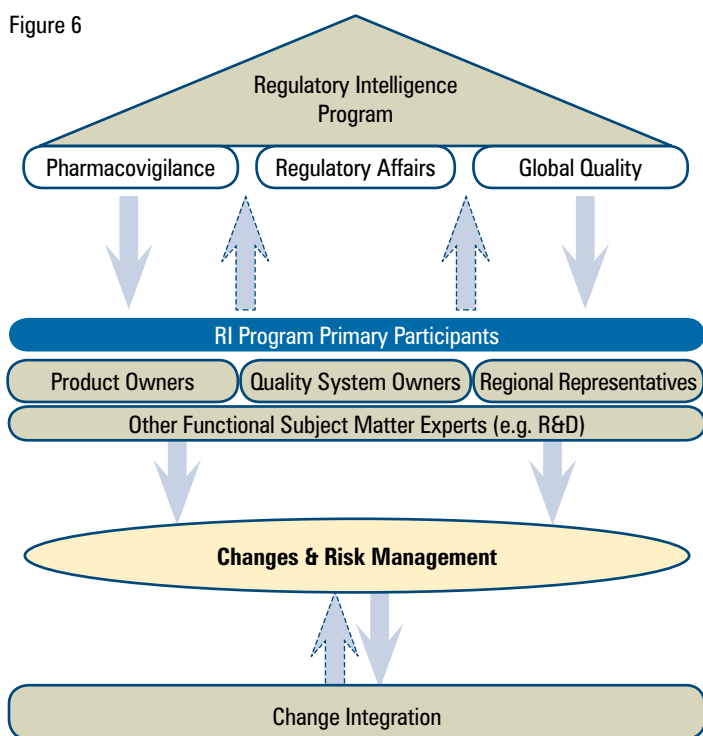 Figure 6
Regulatory Intelligence
Program
Pharmacovigilance
Regulatory Affairs
Global Quality
RI Program Primary Participants
Product Owners
Quality System Owners
Regional Representatives
Other Functional Subject Matter Experts (e.g. R&D)
Changes & Risk Management
Change Integration